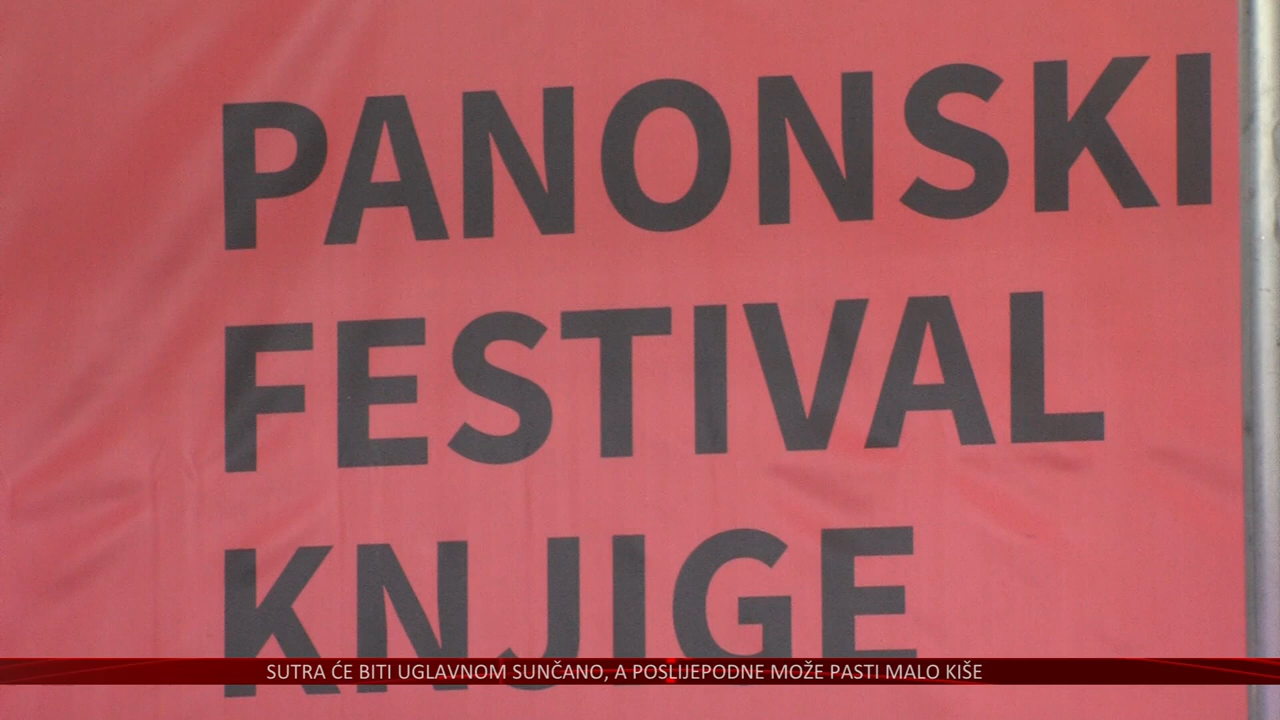 PANONSKI
FESTIVAL
KNJIGE
SUTRA ĆE BITI UGLAVNOM SUNČANO, A POSLIJEPODNE MOŽE PASTI MALO KIŠE